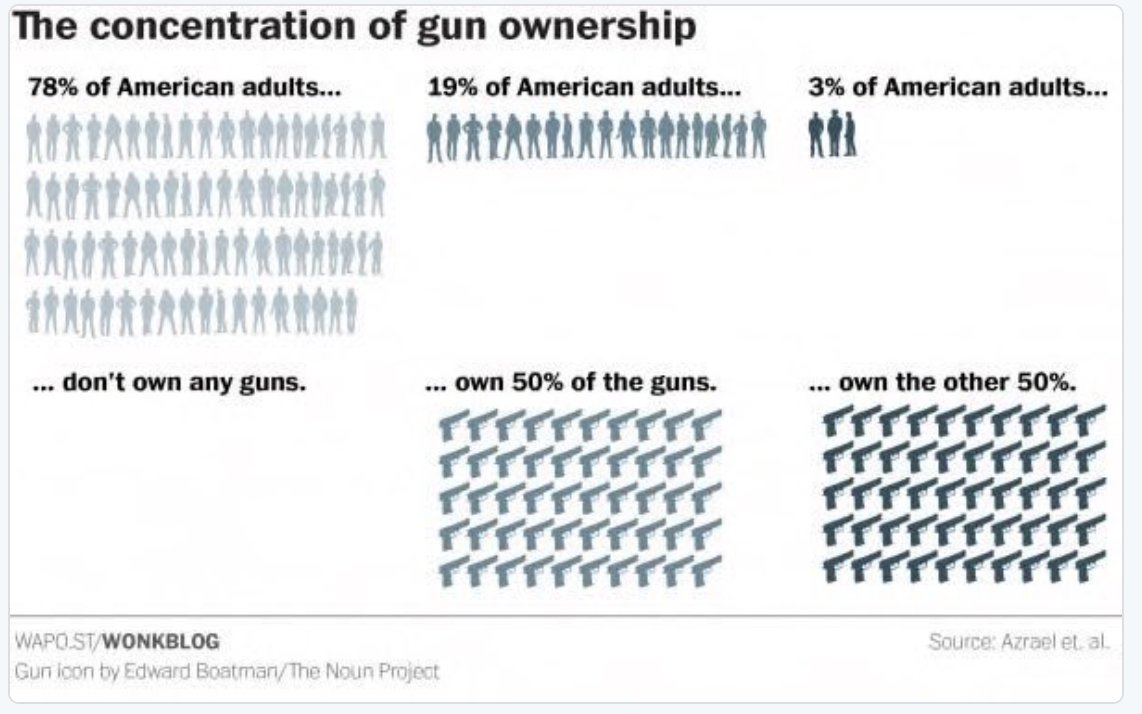 The concentration of gun ownership
78% of American adults...
19% of American adults...
3% of American adults...
... don't own any guns.
... own 50% of the guns.
... own the other 50%.
WAPO.ST/WONKBLOG
Source: Azrael et. al.
Gun icon by Edward Boatman/The Noun Project